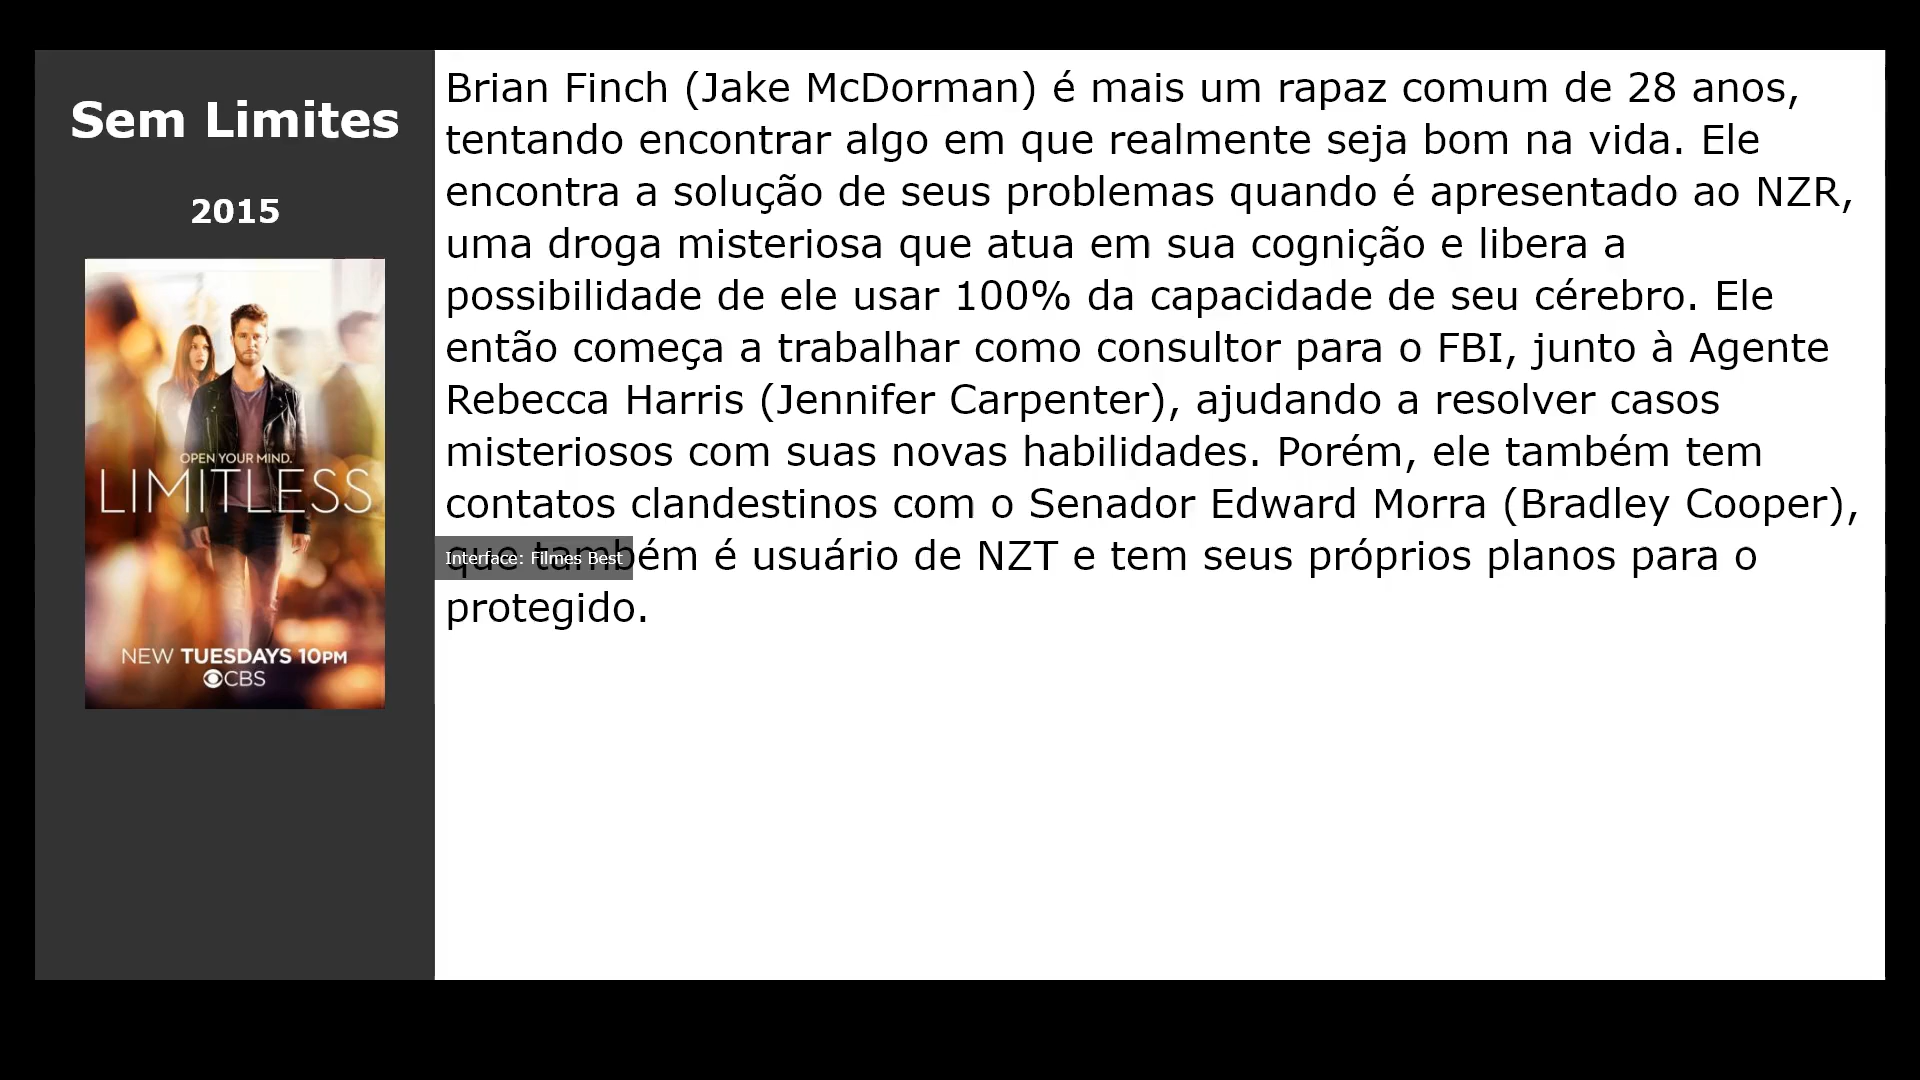 Sem Limites
2015
OPEN YOUR MIND.
LIMITLESS
NEW TUESDAYS 10PM
CBS
Brian Finch (Jake McDorman) é mais um rapaz comum de 28 anos,
tentando encontrar algo em que realmente seja bom na vida. Ele
encontra a solução de seus problemas quando é apresentado ao NZR,
uma droga misteriosa que atua em sua cognição e libera a
possibilidade de ele usar 100% da capacidade de seu cérebro. Ele
então começa a trabalhar como consultor para o FBI, junto à Agente
Rebecca Harris (Jennifer Carpenter), ajudando a resolver casos
misteriosos com suas novas habilidades. Porém, ele também tem
contatos clandestinos com o Senador Edward Morra (Bradley Cooper),
que também é usuário de NZT e tem seus próprios planos para o
protegido.
Interface: Filmes Best